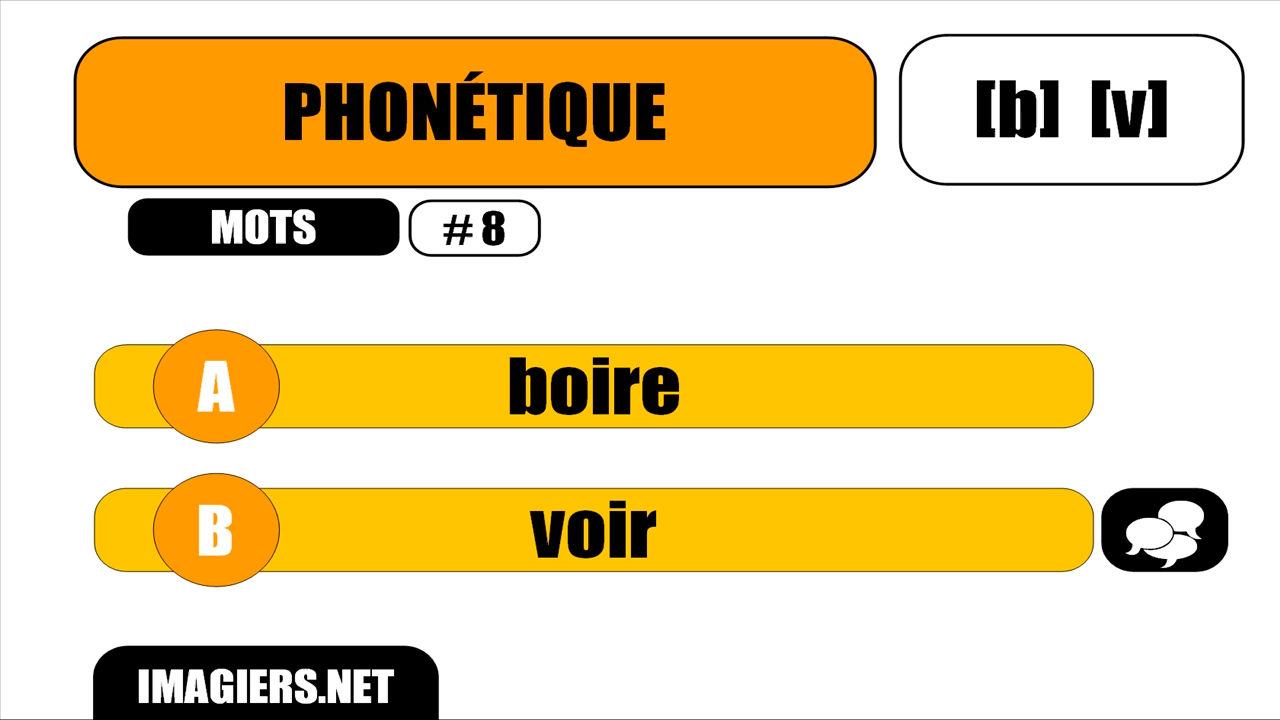 PHONÉTIQUE [b] [v]
MOTS #8
A boire
B voir
IMAGIERS.NET